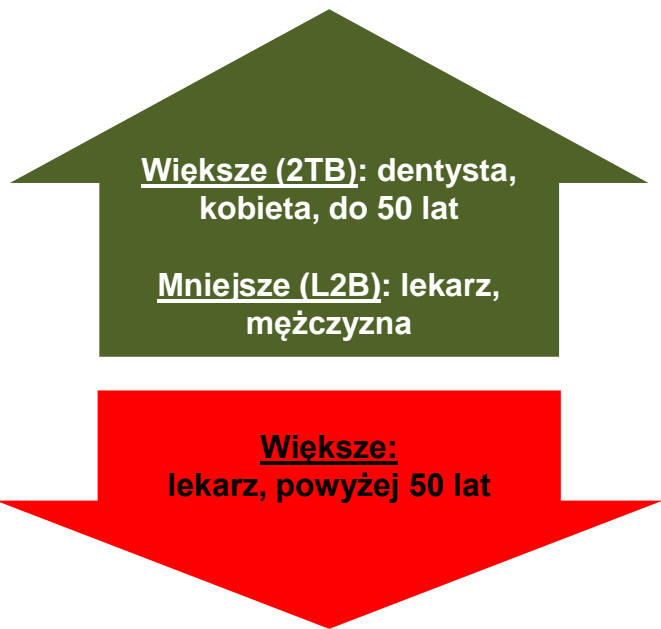 Większe (2TB): dentysta,
kobieta, do 50 lat
Mniejsze (L2B): lekarz,
mężczyzna
Większe:
lekarz, powyżej 50 lat